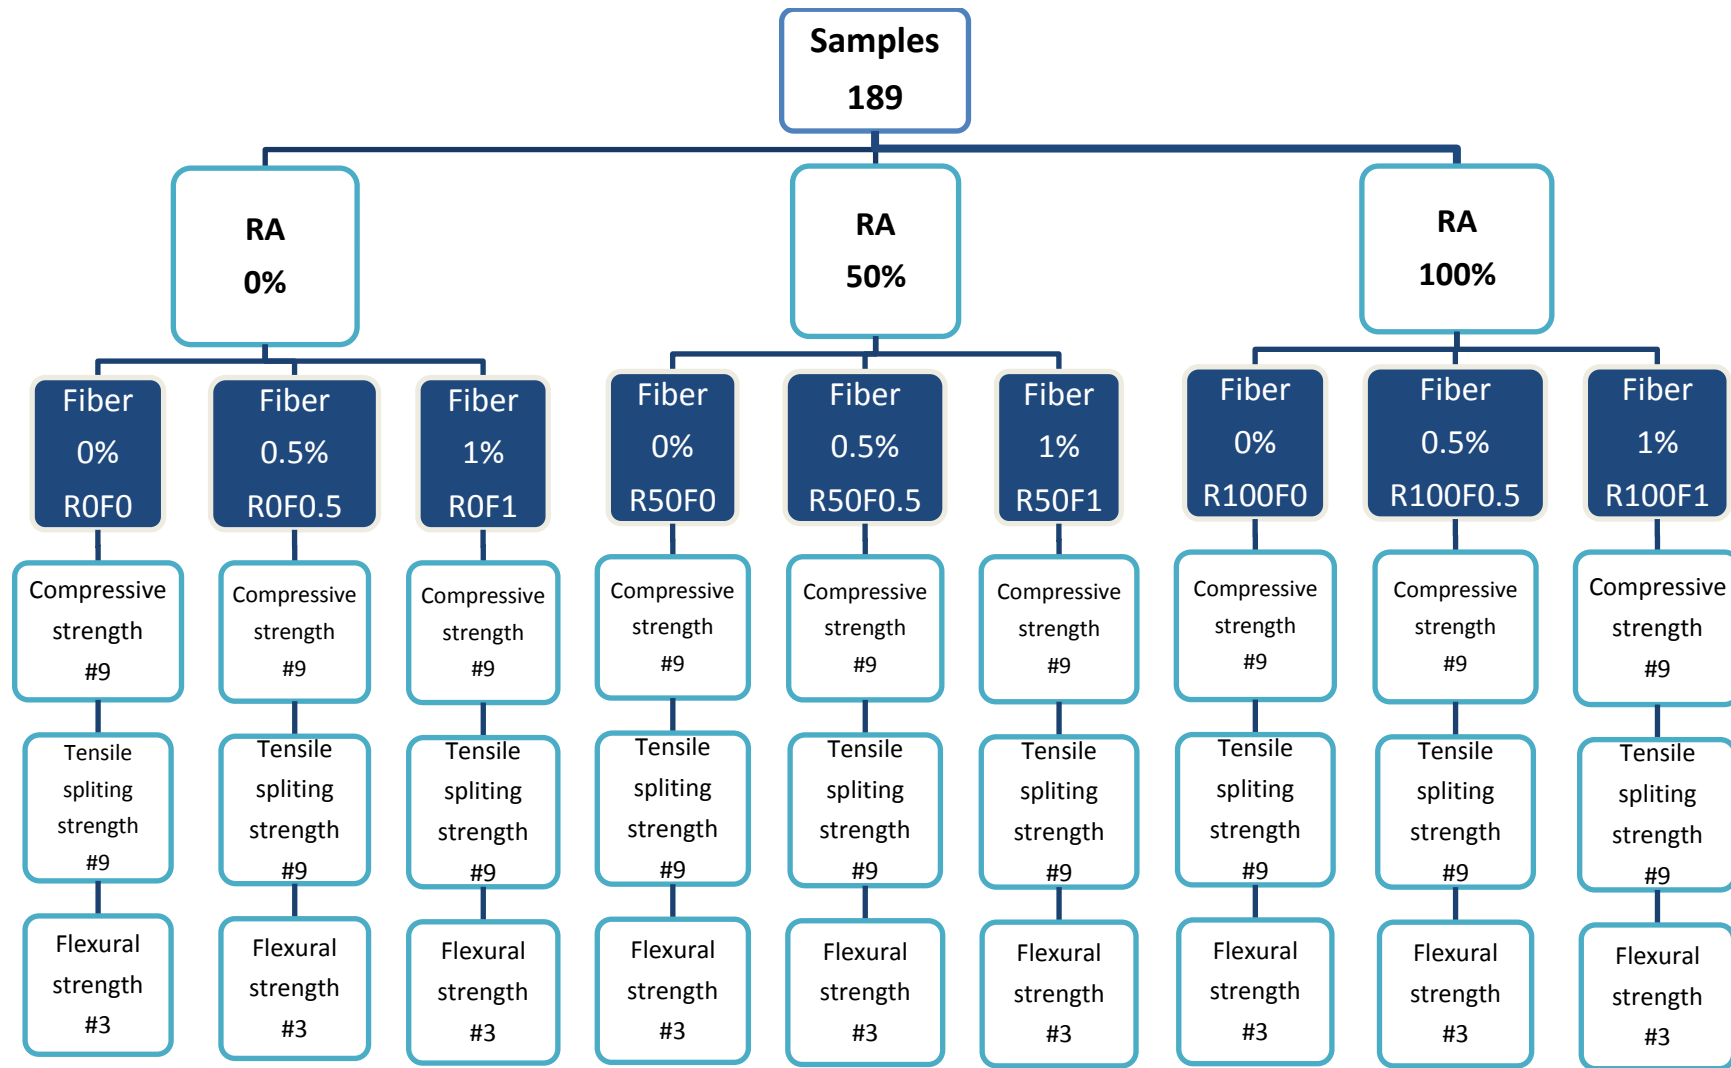 Samples
189
RA
0%
RA
50%
RA
100%
Fiber
0%
R0F0
Fiber
0.5%
R0F0.5
Fiber
1%
R0F1
Fiber
0%
R50F0
Fiber
0.5%
R50F0.5
Fiber
1%
R50F1
Fiber
0%
R100F0
Fiber
0.5%
R100F0.5
Fiber
1%
R100F1
Compressive
strength
#9
Compressive
strength
#9
Compressive
strength
#9
Compressive
strength
#9
Compressive
strength
#9
Compressive
strength
#9
Compressive
strength
#9
Compressive
strength
#9
Compressive
strength
#9
Tensile
spliting
strength
#9
Tensile
spliting
strength
#9
Tensile
spliting
strength
#9
Tensile
spliting
strength
#9
Tensile
spliting
strength
#9
Tensile
spliting
strength
#9
Tensile
spliting
strength
#9
Tensile
spliting
strength
#9
Tensile
spliting
strength
#9
Flexural
strength
#3
Flexural
strength
#3
Flexural
strength
#3
Flexural
strength
#3
Flexural
strength
#3
Flexural
strength
#3
Flexural
strength
#3
Flexural
strength
#3
Flexural
strength
#3